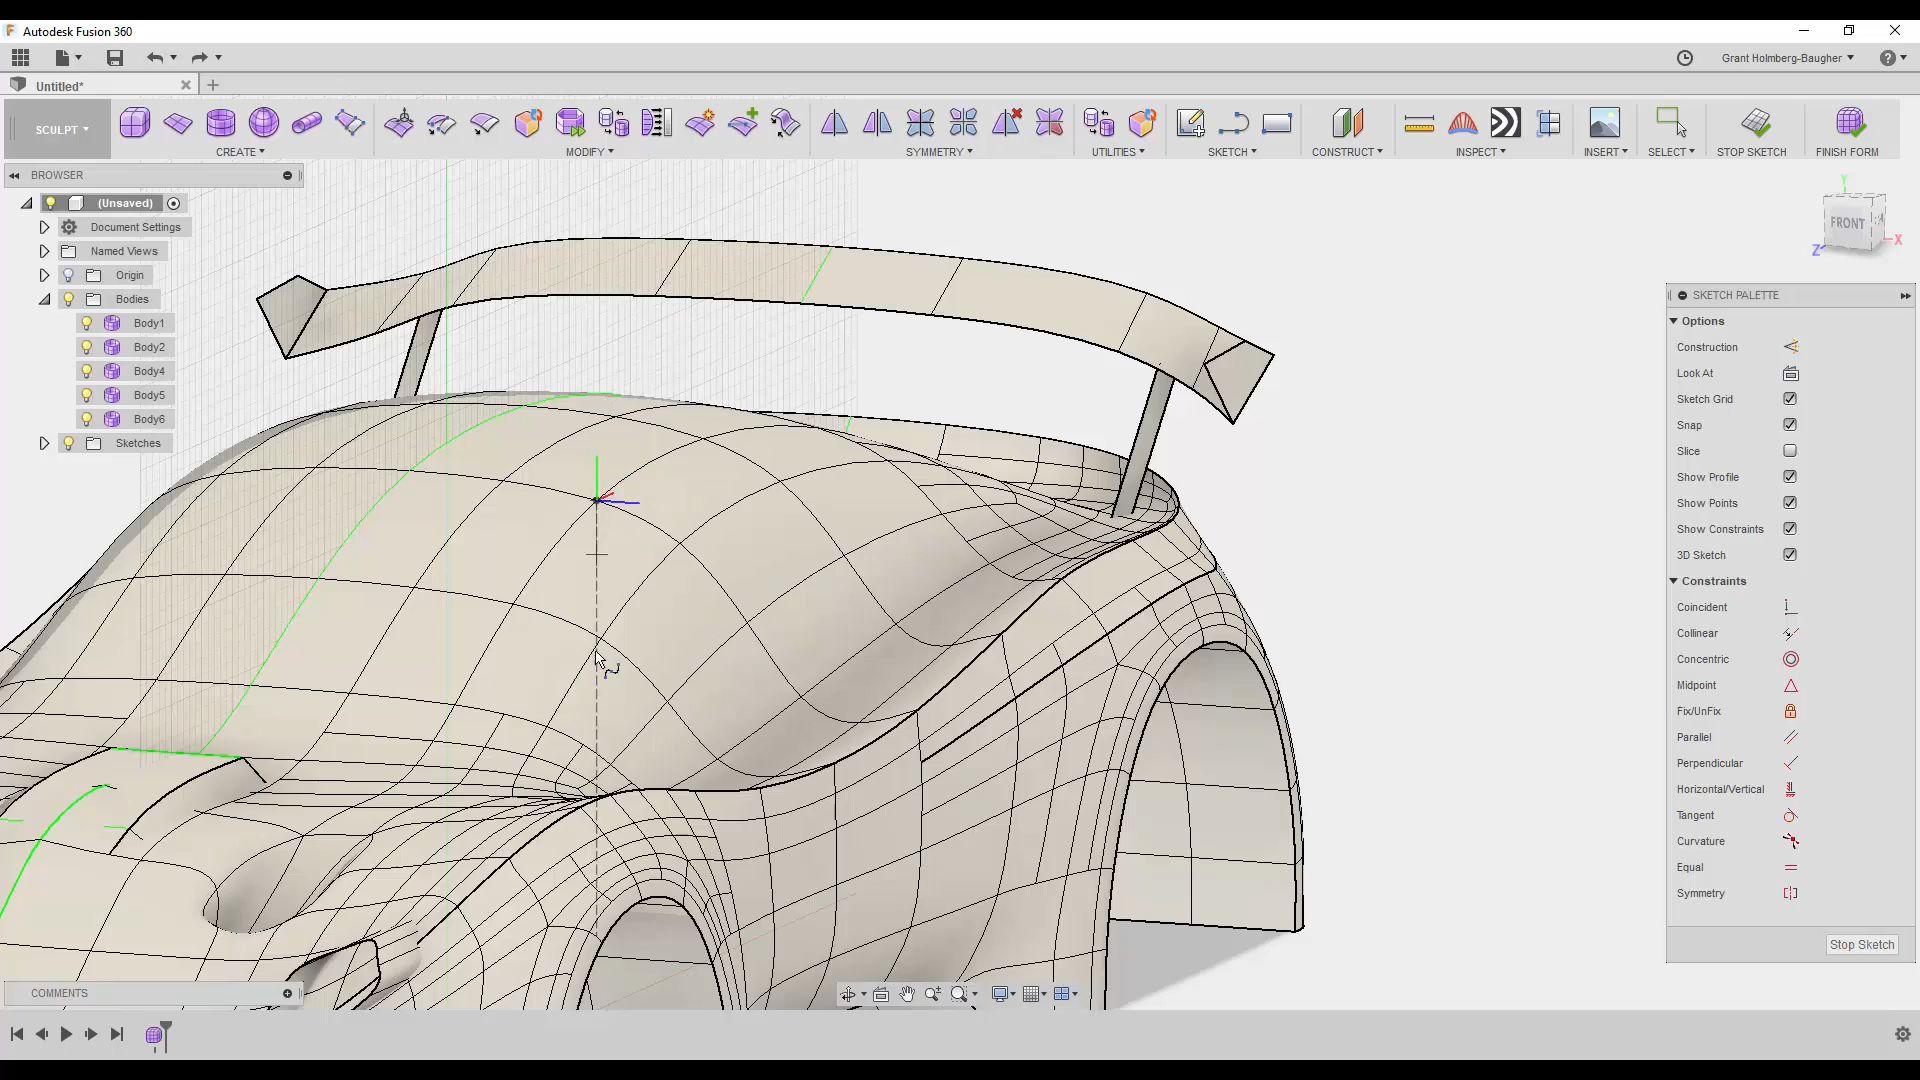 Autodesk Fusion 360
Grant Holmberg-Baugher
Untitled*
SCULPT
CREATE
MODIFY
SYMMETRY
UTILITIES
SKETCH
CONSTRUCT
INSPECT
INSERT
SELECT
STOP SKETCH
FINISH FORM
BROWSER
(Unsaved)
Document Settings
Named Views
Origin
Bodies
Body1
Body2
Body4
Body5
Body6
Sketches
Y
FRONT
X
Z
SKETCH PALETTE
Options
Construction
Look At
Sketch Grid
Snap
Slice
Show Profile
Show Points
Show Constraints
3D Sketch
Constraints
Coincident
Collinear
Concentric
Midpoint
Fix/UnFix
Parallel
Perpendicular
Horizontal/Vertical
Tangent
Curvature
Equal
Symmetry
Stop Sketch
COMMENTS